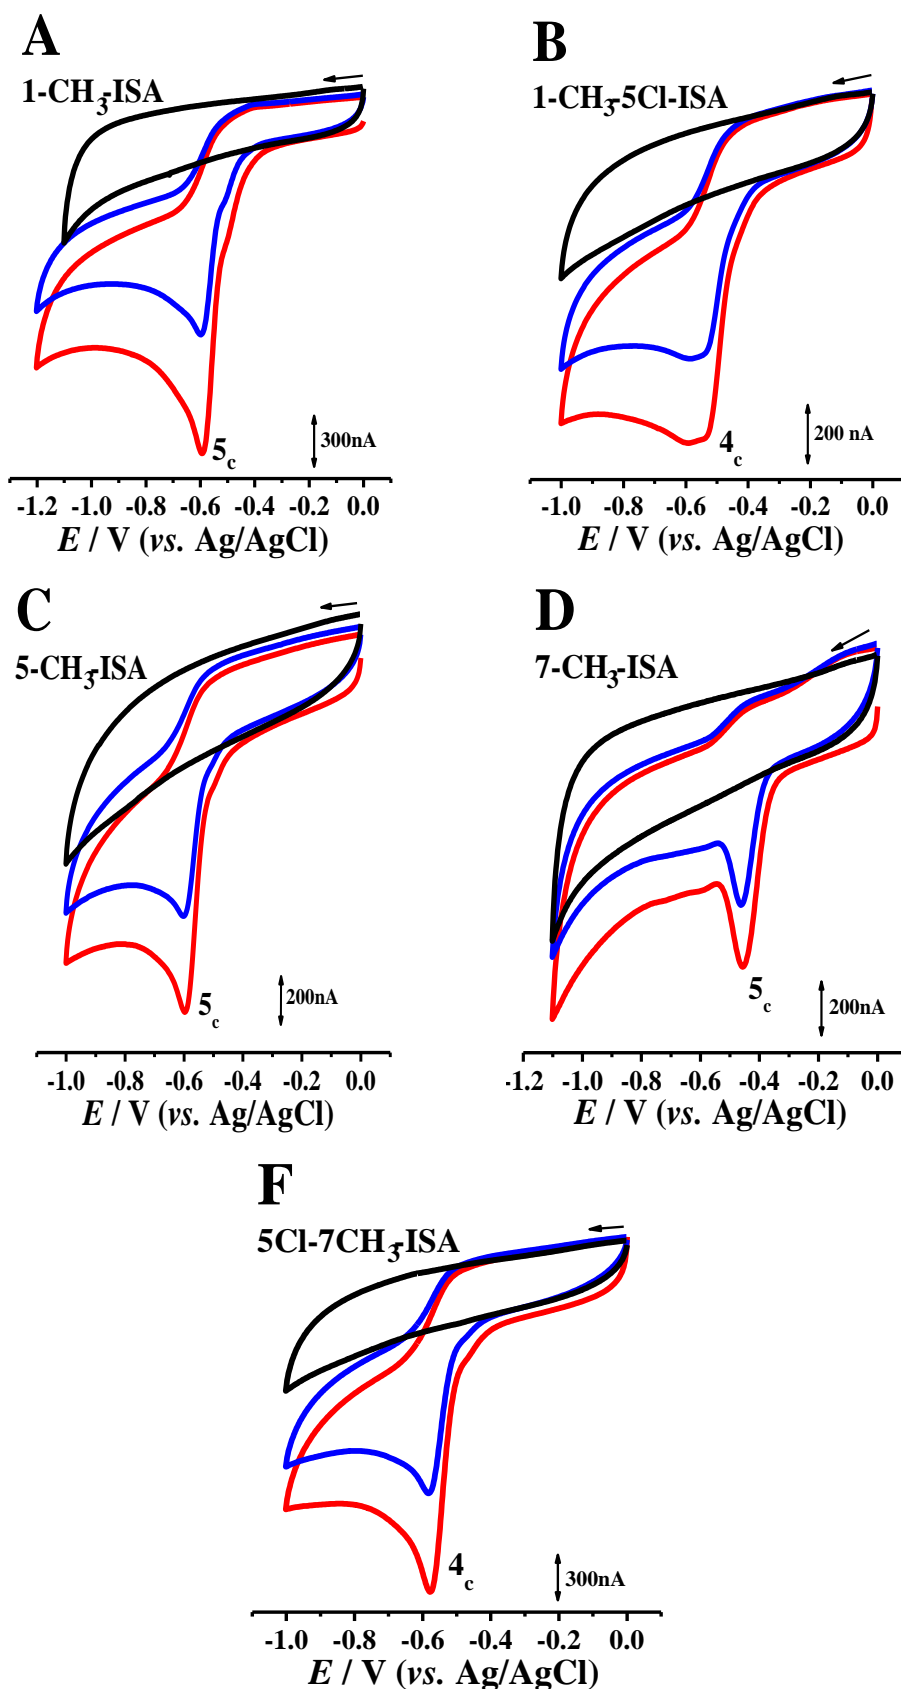 A
B
1-CH3-ISA
1-CH3-5Cl-ISA
5c
300nA
4c
200 nA
-1.2 -1.0 -0.8 -0.6 -0.4 -0.2 0.0
-1.0 -0.8 -0.6 -0.4 -0.2 0.0
E / V (vs. Ag/AgCl)
E / V (vs. Ag/AgCl)
C
D
5-CH3-ISA
7-CH3-ISA
5c
200nA
5c
200nA
-1.0 -0.8 -0.6 -0.4 -0.2 0.0
-1.2 -1.0 -0.8 -0.6 -0.4 -0.2 0.0
E / V (vs. Ag/AgCl)
E / V (vs. Ag/AgCl)
F
5Cl-7CH3-ISA
4c
300nA
-1.0 -0.8 -0.6 -0.4 -0.2 0.0
E / V (vs. Ag/AgCl)